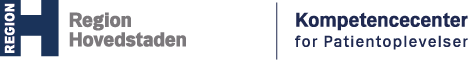 REGION
H
Region
Hovedstaden
Kompetencecenter
for Patientoplevelser